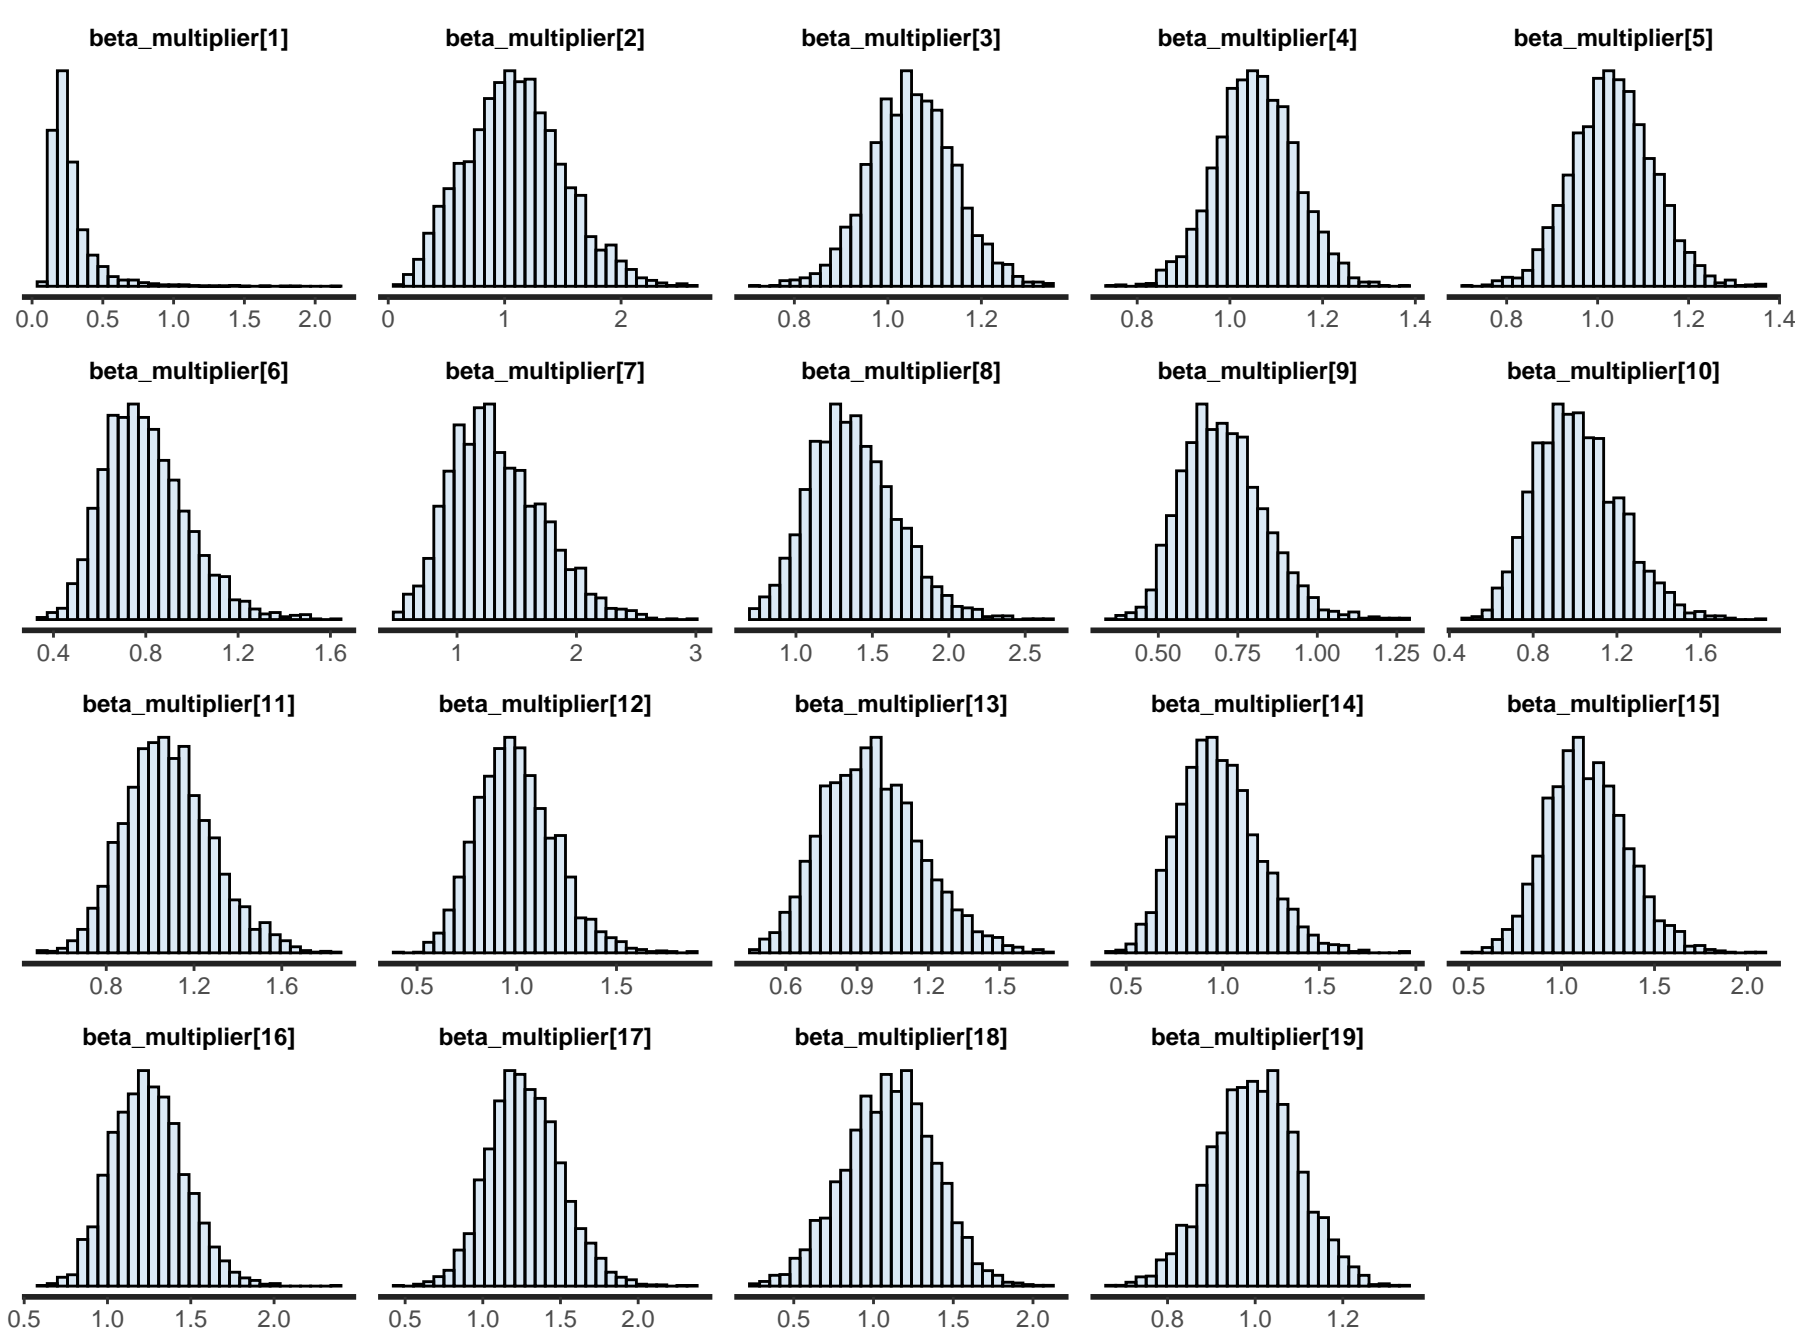 beta_multiplier[1] beta_multiplier[2] beta_multiplier[3] beta_multiplier[4] beta_multiplier[5]
0.0 0.5 1.0 1.5 2.0 0 1 2 0.8 1.0 1.2 0.8 1.0 1.2 1.4 0.8 1.0 1.2 1.4
beta_multiplier[6] beta_multiplier[7] beta_multiplier[8] beta_multiplier[9] beta_multiplier[10]
0.4 0.8 1.2 1.6 1 2 3 1.0 1.5 2.0 2.5 0.50 0.75 1.00 1.25 0.4 0.8 1.2 1.6
beta_multiplier[11] beta_multiplier[12] beta_multiplier[13] beta_multiplier[14] beta_multiplier[15]
0.8 1.2 1.6 0.5 1.0 1.5 0.6 0.9 1.2 1.5 0.5 1.0 1.5 2.0 0.5 1.0 1.5 2.0
beta_multiplier[16] beta_multiplier[17] beta_multiplier[18] beta_multiplier[19]
0.5 1.0 1.5 2.0 0.5 1.0 1.5 2.0 0.5 1.0 1.5 2.0 0.8 1.0 1.2